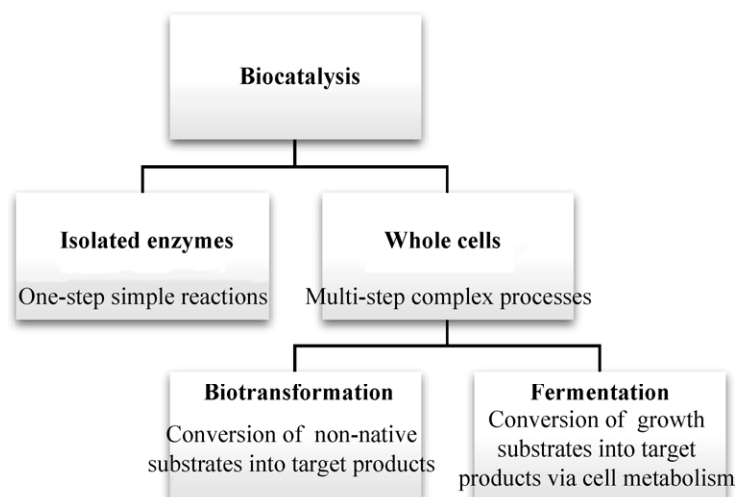 Biocatalysis
Isolated enzymes
One-step simple reactions
Whole cells
Multi-step complex processes
Biotransformation
Conversion of non-native
substrates into target products
Fermentation
Conversion of growth
substrates into target
products via cell metabolism